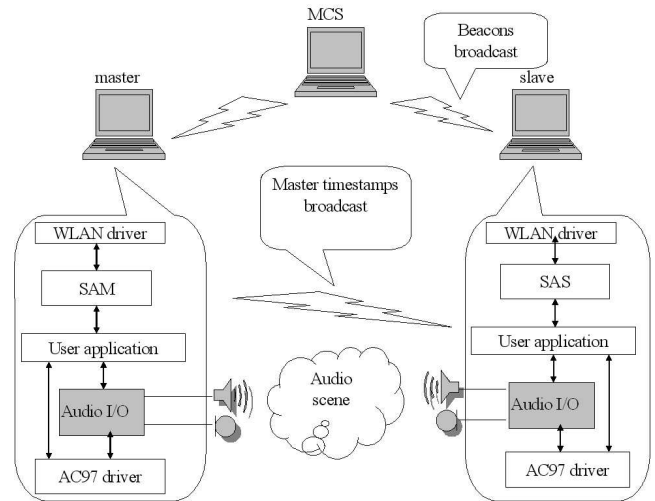 MCS
Beacons
broadcast
master
slave
Master timestamps
broadcast
WLAN driver
SAM
User application
Audio I/O
AC97 driver
Audio
scene
WLAN driver
SAS
User application
Audio I/O
AC97 driver